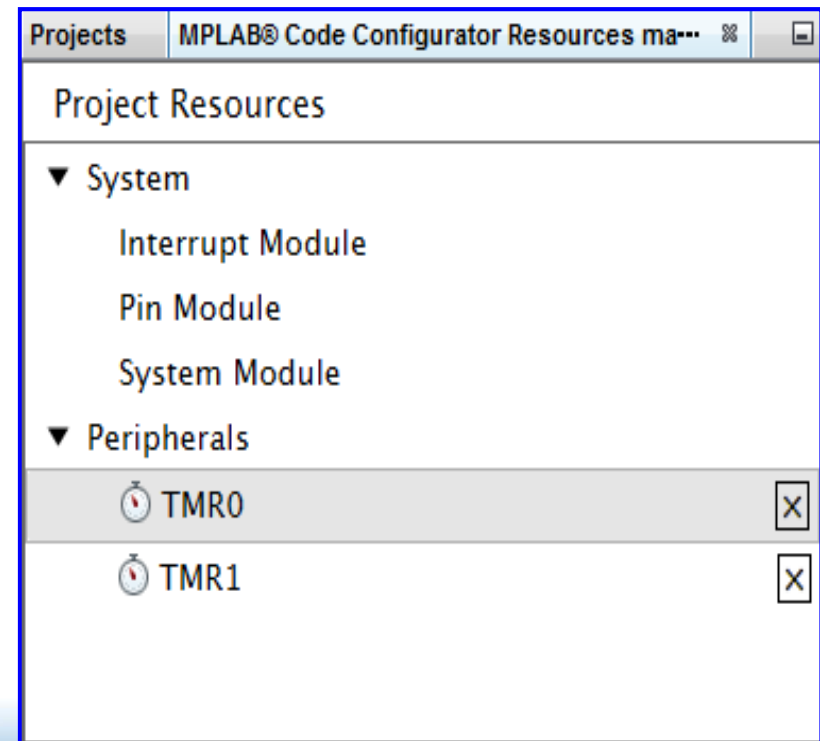 Projects
MPLAB® Code Configurator Resources ma...
Project Resources
▼ System
Interrupt Module
Pin Module
System Module
▼ Peripherals
TMR0
TMR1